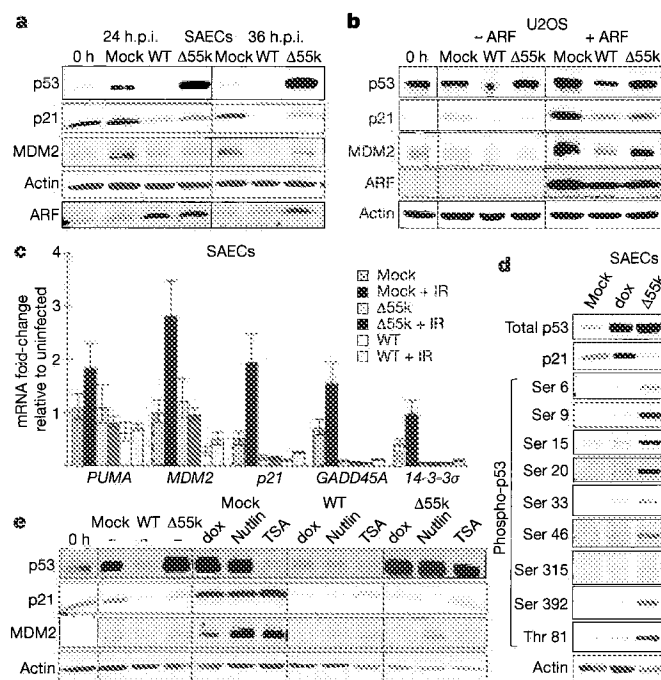 a
24 h.p.i. SAECs 36 h.p.i.
0 h Mock WT Δ55k Mock WT Δ55k
p53
p21
MDM2
Actin
ARF
b
U2OS
– ARF + ARF
0 h Mock WT Δ55k Mock WT Δ55k
p53
p21
MDM2
ARF
Actin
c
SAECs
mRNA fold-change
relative to uninfected
4
3
2
1
Mock
Mock + IR
Δ55k
Δ55k + IR
WT
WT + IR
PUMA MDM2 p21 GADD45A 14-3-3σ
d
SAECs
Mock dox Δ55k
Total p53
p21
Phospho-p53
Ser 6
Ser 9
Ser 15
Ser 20
Ser 33
Ser 46
Ser 315
Ser 392
Thr 81
Actin
e
Mock WT Δ55k
0 h Mock WT Δ55k dox Nutlin TSA dox Nutlin TSA dox Nutlin TSA
– – –
p53
p21
MDM2
Actin